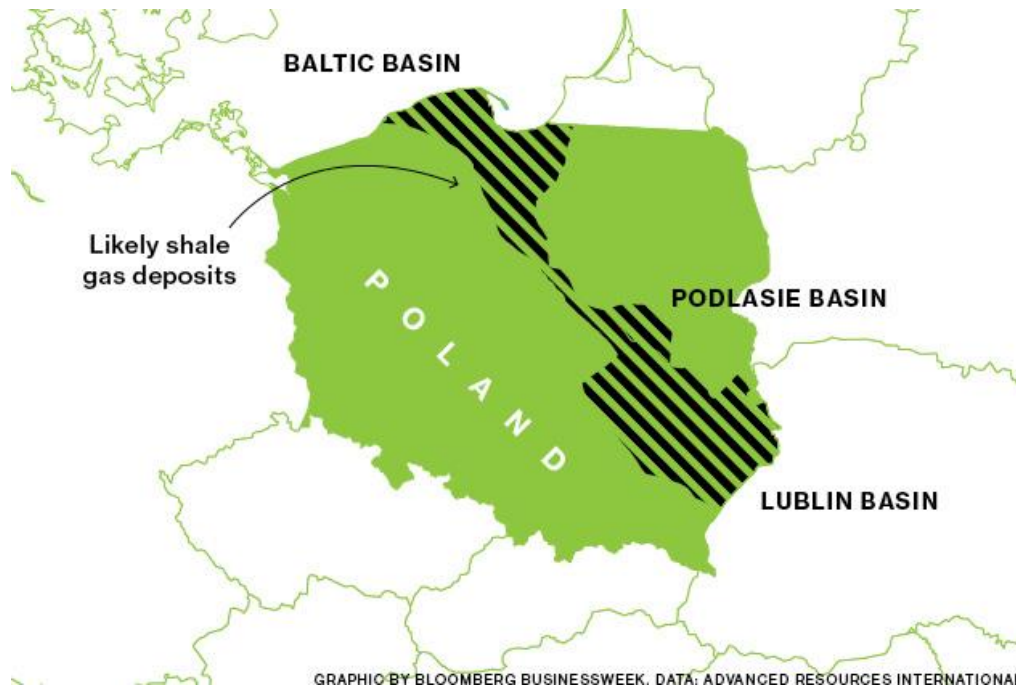 BALTIC BASIN
Likely shale
gas deposits
POLAND
PODLASIE BASIN
LUBLIN BASIN
GRAPHIC BY BLOOMBERG BUSINESSWEEK. DATA: ADVANCED RESOURCES INTERNATIONAL